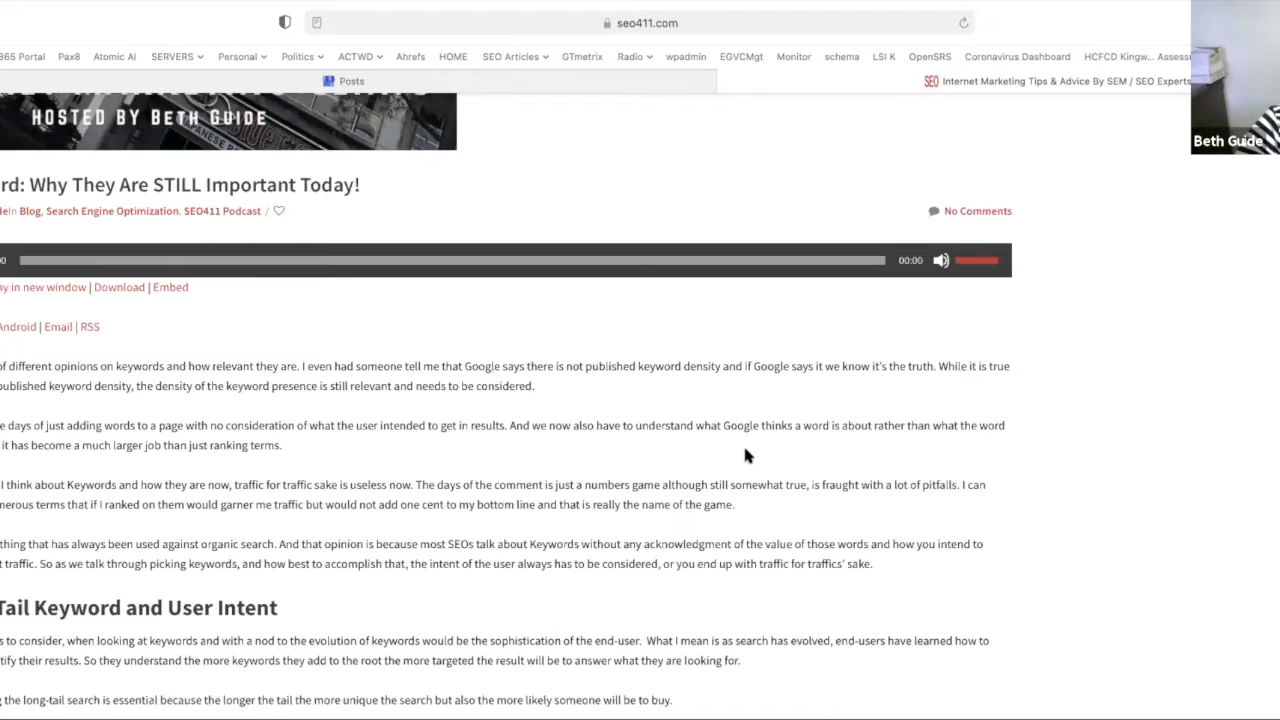 seo411.com
365 Portal Pax8 Atomic AI SERVERS Personal Politics ACTWD Ahrefs HOME SEO Articles GTmetrix Radio wpadmin EGVCMgt Monitor schema LSI K OpenSRS Coronavirus Dashboard HCFCD Kingw... Assess
Posts
SEO Internet Marketing Tips & Advice By SEM / SEO Experts
HOSTED BY BETH GUIDE
Beth Guide
rd: Why They Are STILL Important Today!
In Blog, Search Engine Optimization, SEO411 Podcast /
No Comments
00:00
ay in new window | Download | Embed
Android | Email | RSS
of different opinions on keywords and how relevant they are. I even had someone tell me that Google says there is not published keyword density and if Google says it we know it's the truth. While it is true
published keyword density, the density of the keyword presence is still relevant and needs to be considered.
e days of just adding words to a page with no consideration of what the user intended to get in results. And we now also have to understand what Google thinks a word is about rather than what the word
it has become a much larger job than just ranking terms.
I think about Keywords and how they are now, traffic for traffic sake is useless now. The days of the comment is just a numbers game although still somewhat true, is fraught with a lot of pitfalls. I can
nerous terms that if I ranked on them would garner me traffic but would not add one cent to my bottom line and that is really the name of the game.
thing that has always been used against organic search. And that opinion is because most SEOs talk about Keywords without any acknowledgment of the value of those words and how you intend to
t traffic. So as we talk through picking keywords, and how best to accomplish that, the intent of the user always has to be considered, or you end up with traffic for traffics' sake.
Tail Keyword and User Intent
s to consider, when looking at keywords and with a nod to the evolution of keywords would be the sophistication of the end-user. What I mean is as search has evolved, end-users have learned how to
tify their results. So they understand the more keywords they add to the root the more targeted the result will be to answer what they are looking for.
g the long-tail search is essential because the longer the tail the more unique the search but also the more likely someone will be to buy.